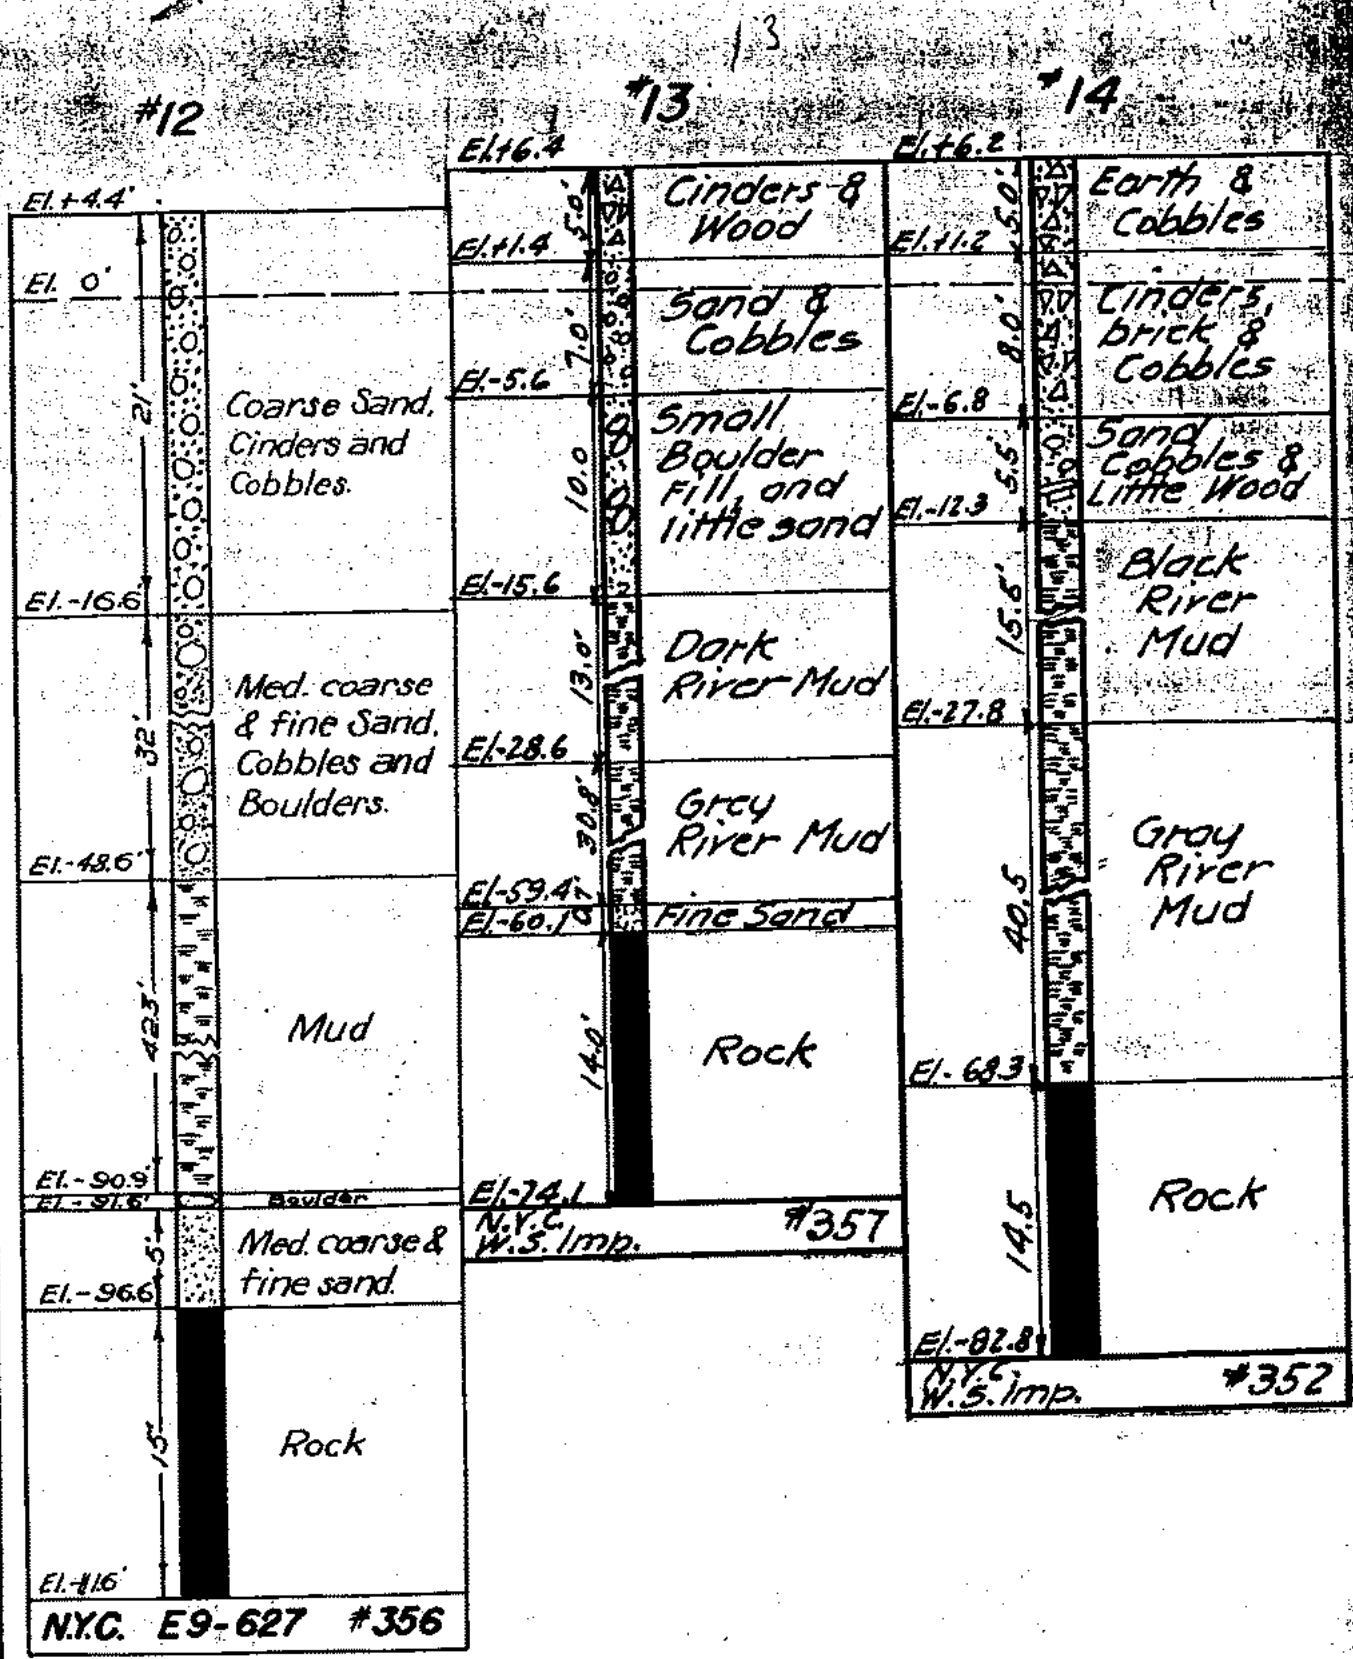 13
#12
El.+4.4'
El. 0'
21'
Coarse Sand,
Cinders and
Cobbles.
El.-16.6'
32'
Med. coarse
& fine Sand,
Cobbles and
Boulders.
El.-48.6'
42.3'
Mud
El.-90.9'
El.-91.6'
Boulder
5'
Med. coarse &
fine sand.
El.-96.6'
15'
Rock
El.-111.6'
N.Y.C. E9-627 #356
#13
El.+6.4
5.0'
Cinders &
Wood
El.+1.4
7.0'
Sand &
Cobbles
El.-5.6
10.0
Small
Boulder
Fill, and
little sand
El.-15.6
13.0'
Dark
River Mud
El.-28.6
30.8'
Grey
River Mud
El.-59.4
0.7'
Fine Sand
El.-60.1
14.0'
Rock
El.-74.1
N.Y.C.
W.S. Imp.
#357
#14
El.+6.2
5.0'
Earth &
Cobbles
El.+1.2
8.0'
Cinders,
brick &
Cobbles
El.-6.8
5.5'
Sand
Cobbles &
Little Wood
El.-12.3
15.5'
Black
River
Mud
El.-27.8
40.5
Gray
River
Mud
El.-68.3
14.5
Rock
El.-82.8
N.Y.C.
W.S. Imp.
#352